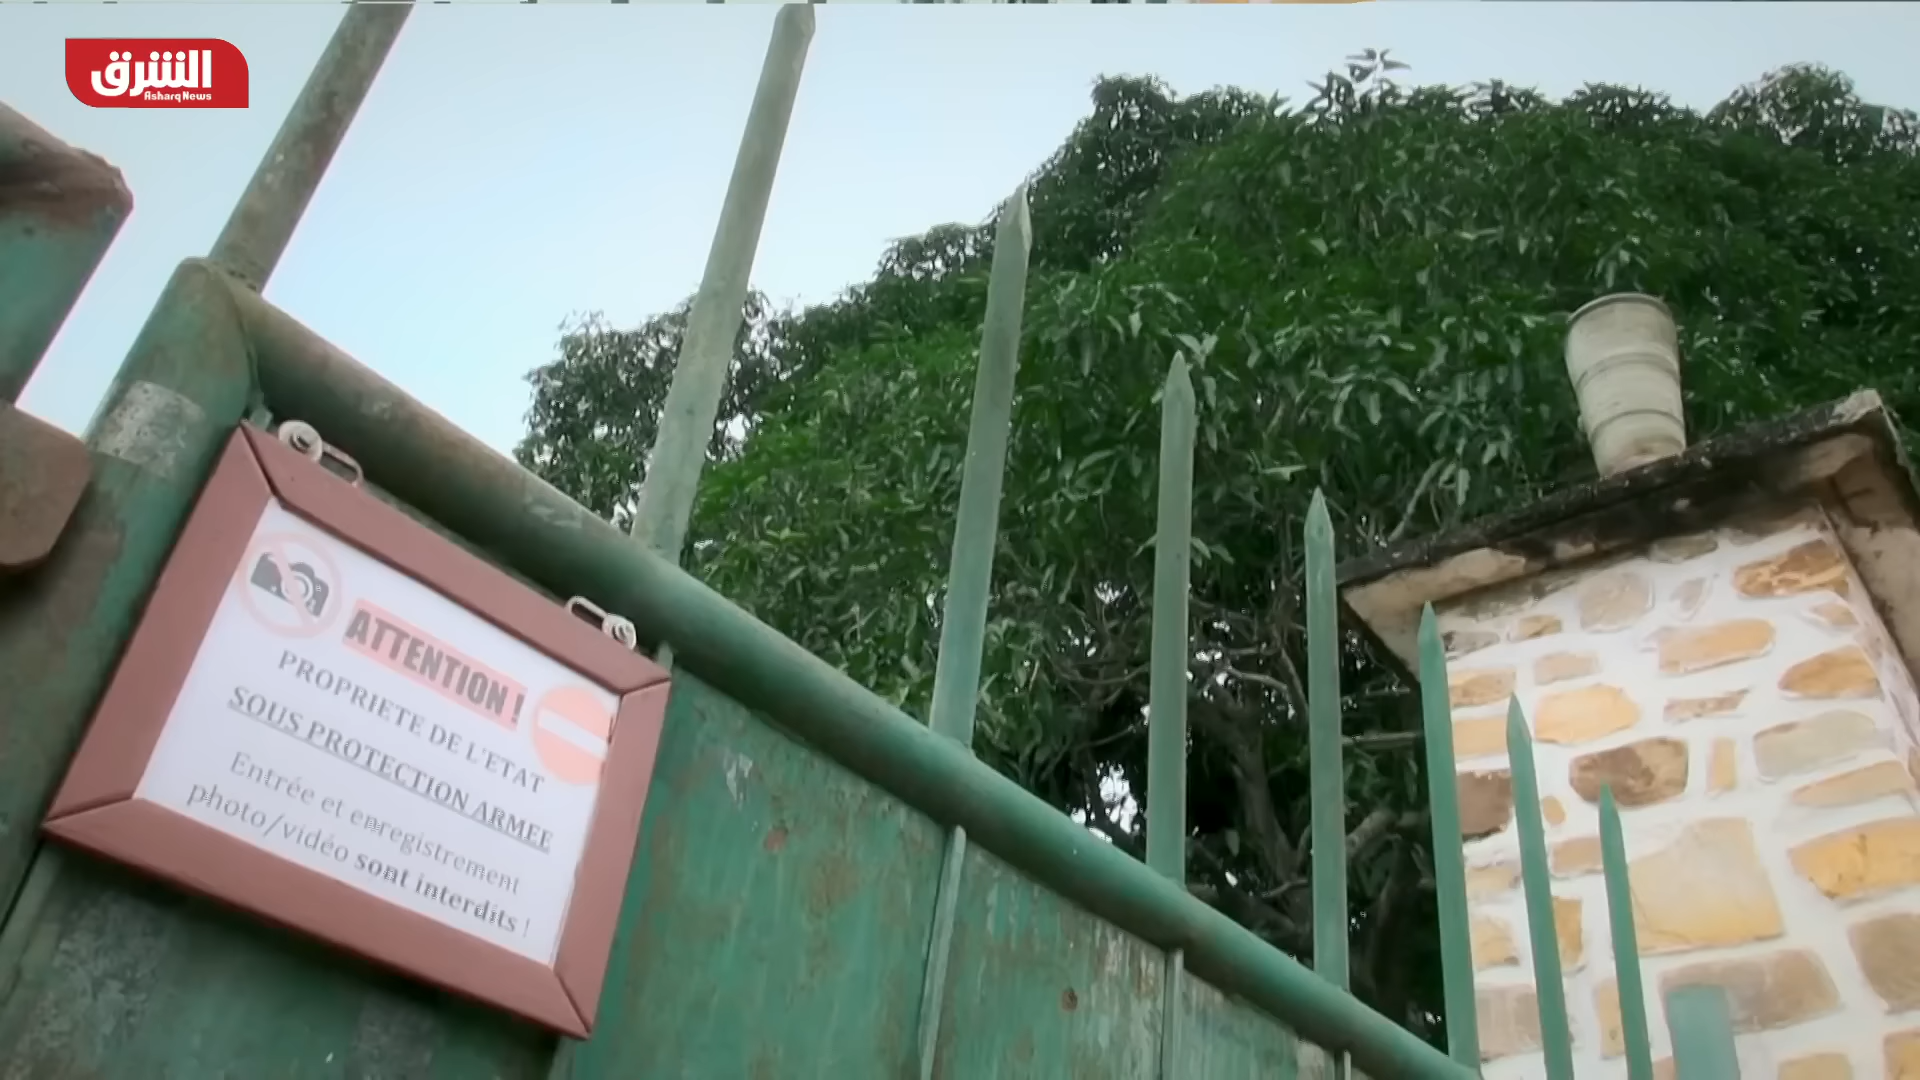 الشرق
Asharq News
ATTENTION !
PROPRIETE DE L'ETAT
SOUS PROTECTION ARMEE
Entrée et enregistrement
photo/vidéo sont interdits !